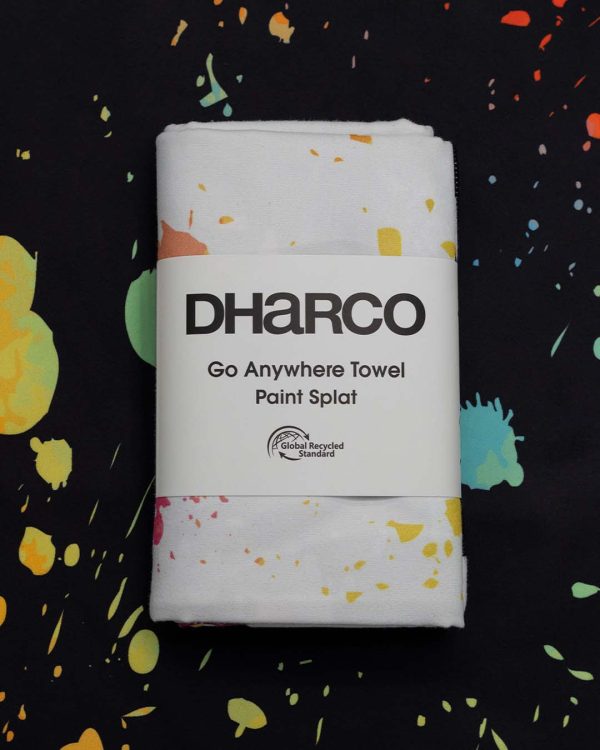 DHaRCO
Go Anywhere Towel
Paint Splat
Global Recycled
Standard